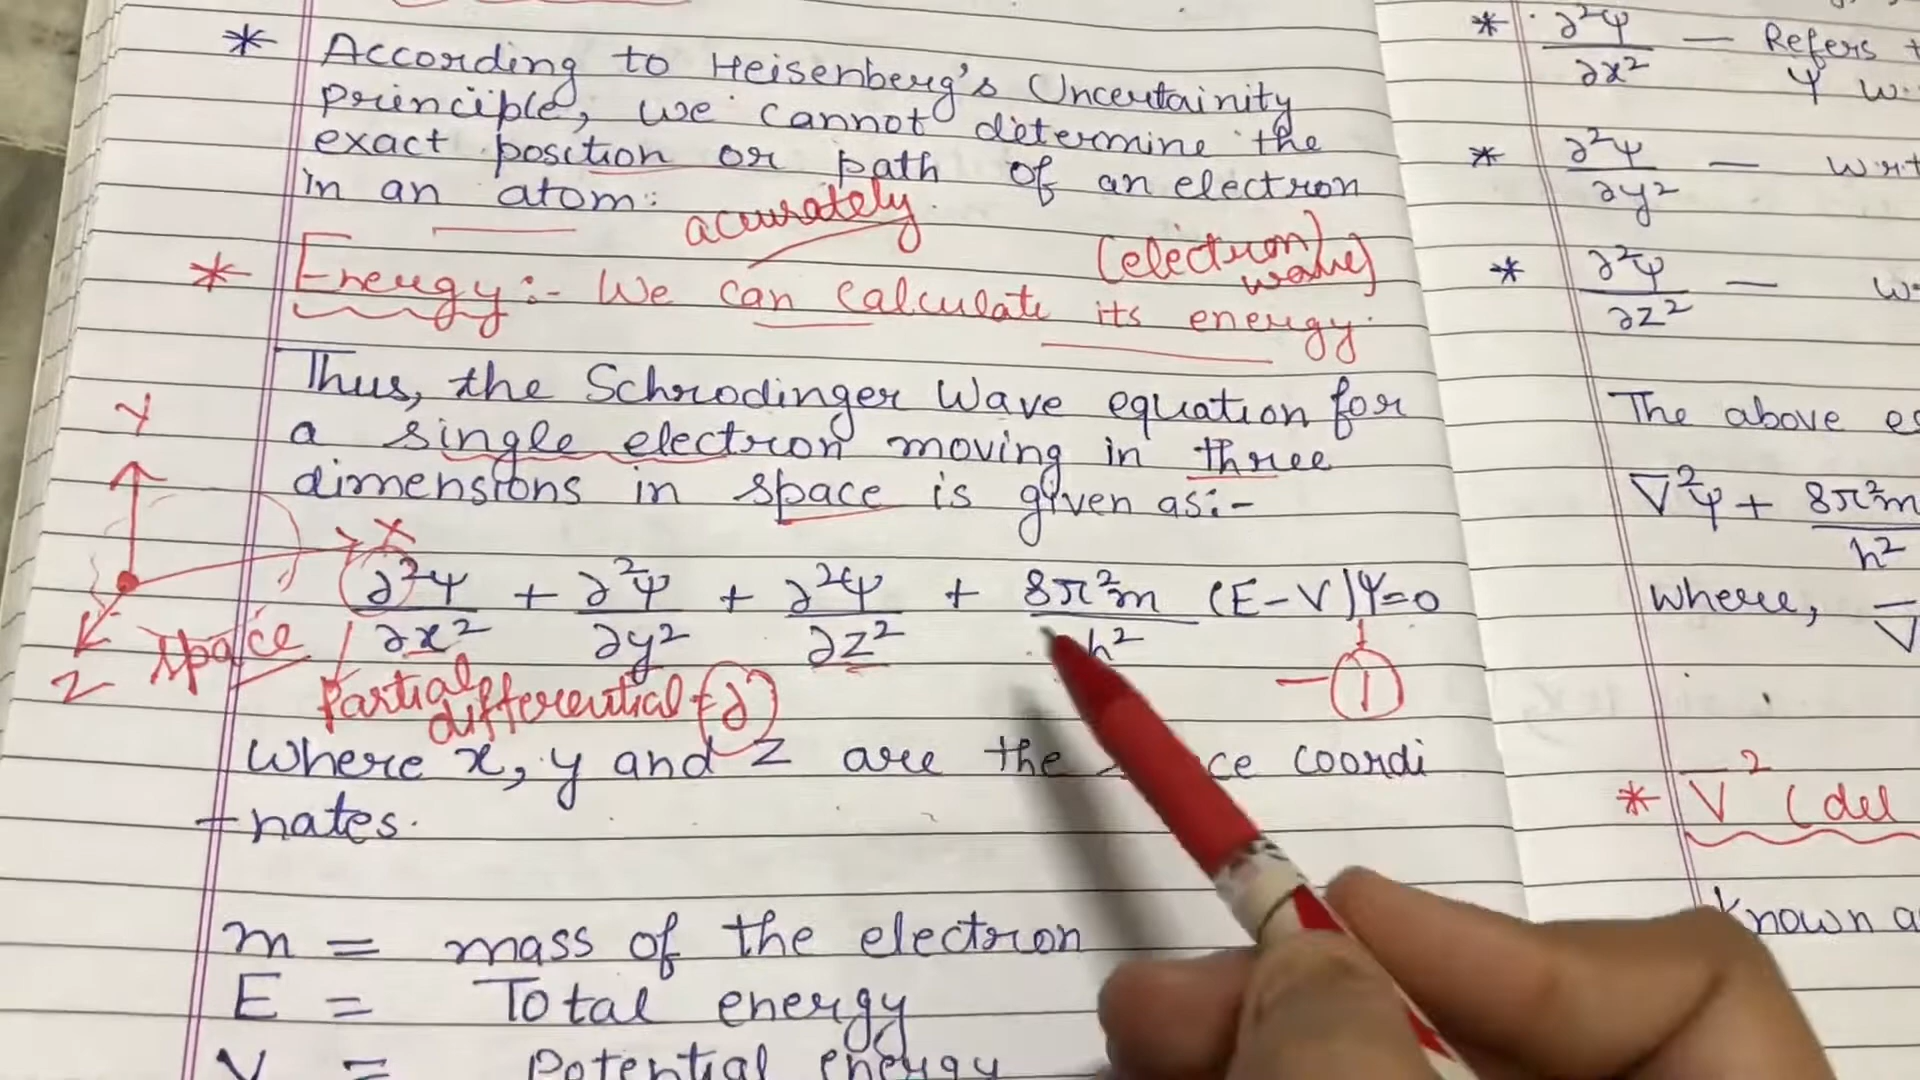 * According to Heisenberg's Uncertainity
principle, we cannot determine the
exact position or path of an electron
in an atom.
accurately.
(electron
wave)
* Energy:- We can calculate its energy.
Thus, the Schrodinger Wave equation for
a single electron moving in three
dimensions in space is given as:-
Y
X
Z
space
∂²ψ/∂x² + ∂²ψ/∂y² + ∂²ψ/∂z² + 8π²m/h² (E-V)ψ=0
— 1
Partial
differential (∂)
where x, y and z are the coordi
-nates.
m = mass of the electron
E = Total energy
V = Potential energy
* ∂²ψ/∂x² — Refers
ψ
* ∂²ψ/∂y² —
* ∂²ψ/∂z² —
The above
∇²ψ + 8π²m
h²
where,
* ∇² (del
Known